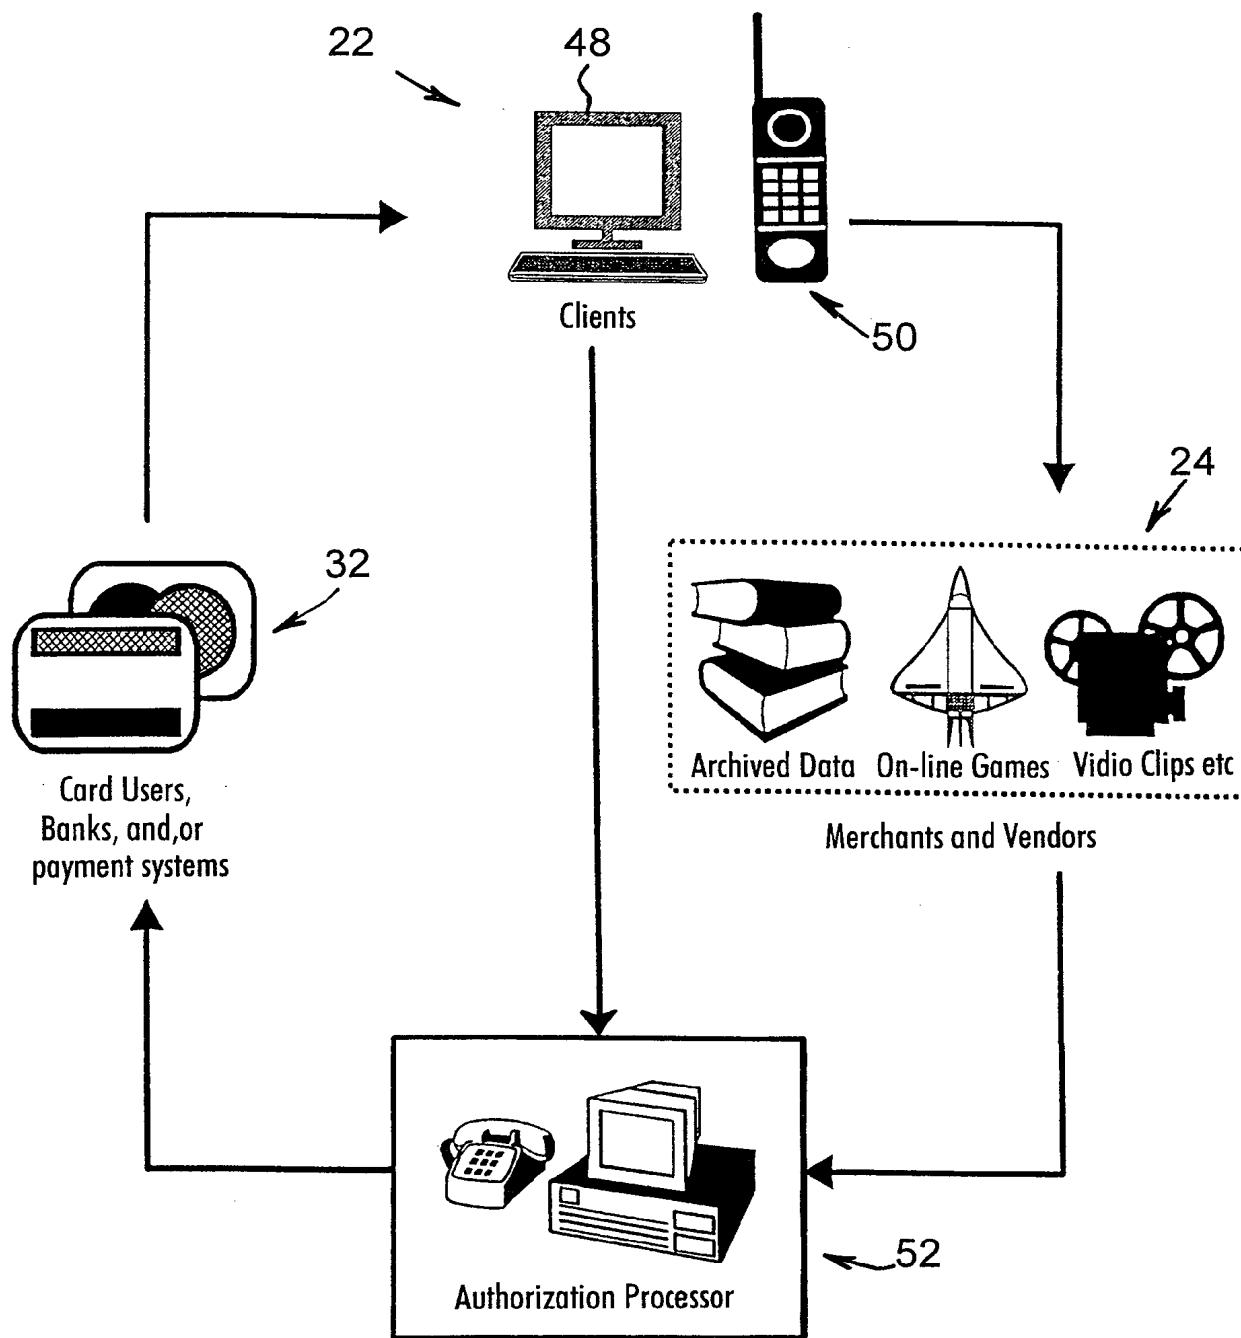 22
48
Clients
50
24
32
Archived Data On-line Games Vidio Clips etc
Card Users,
Banks, and,or
payment systems
Merchants and Vendors
52
Authorization Processor